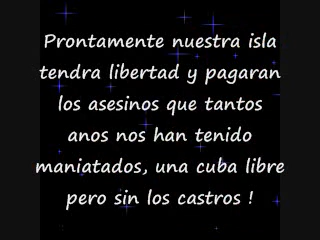 Prontamente nuestra isla
tendra libertad y pagaran
los asesinos que tantos
anos nos han tenido
maniatados, una cuba libre
pero sin los castros !